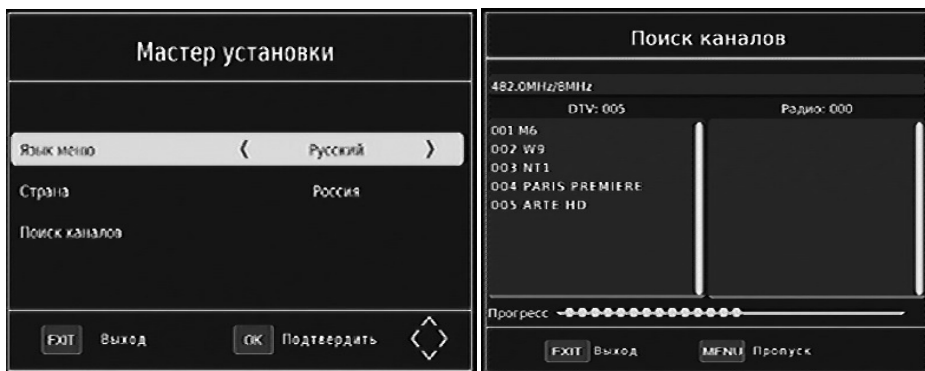 Мастер установки
Язык меню Русский
Страна Россия
Поиск каналов
EXIT Выход OK Подтвердить
Поиск каналов
482.0MHz/8MHz
DTV: 005 Радио: 000
001 M6
002 W9
003 NT1
004 PARIS PREMIERE
005 ARTE HD
Прогресс
EXIT Выход MENU Пропуск